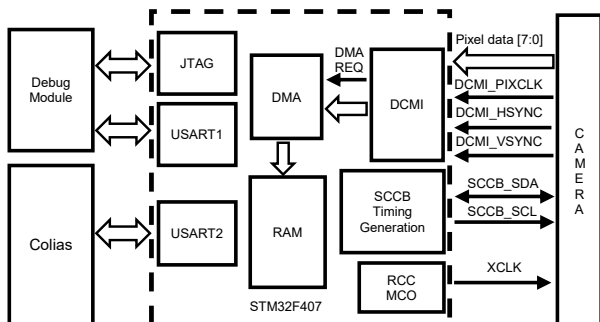 Debug
Module
Colias
JTAG
USART1
USART2
DMA
RAM
STM32F407
DMA
REQ
DCMI
SCCB
Timing
Generation
RCC
MCO
Pixel data [7:0]
DCMI_PIXCLK
DCMI_HSYNC
DCMI_VSYNC
SCCB_SDA
SCCB_SCL
XCLK
C
A
M
E
R
A